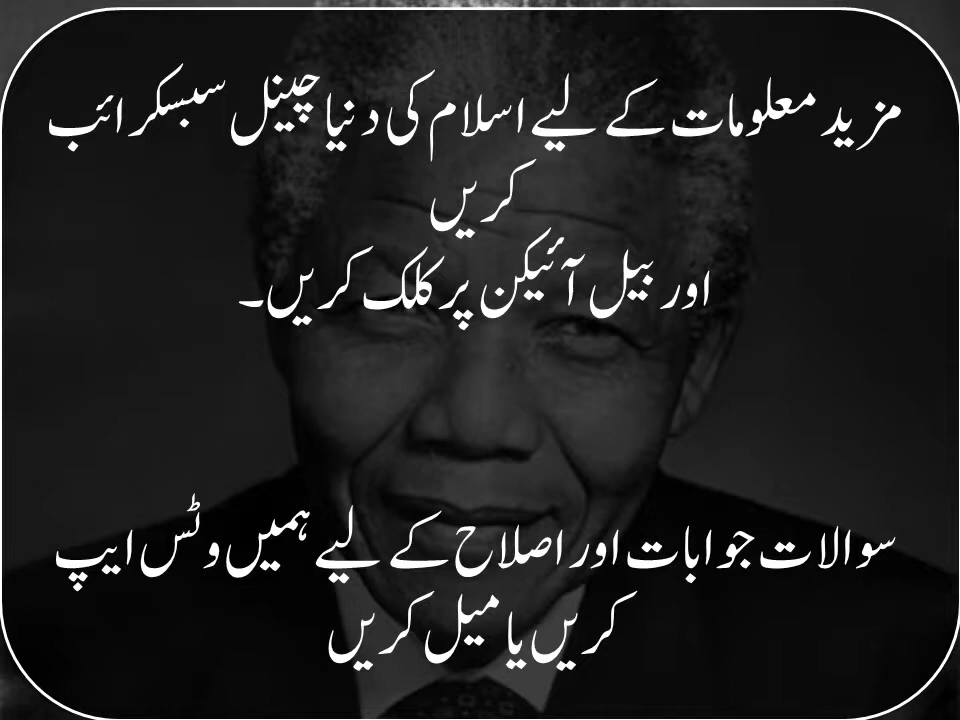 مزید معلومات کے لیے اسلام کی دنیا چینل سبسکرائب
کریں
اور بیل آئیکن پر کلک کریں۔
سوالات جوابات اور اصلاح کے لیے ہمیں وٹس ایپ
کریں یا میل کریں